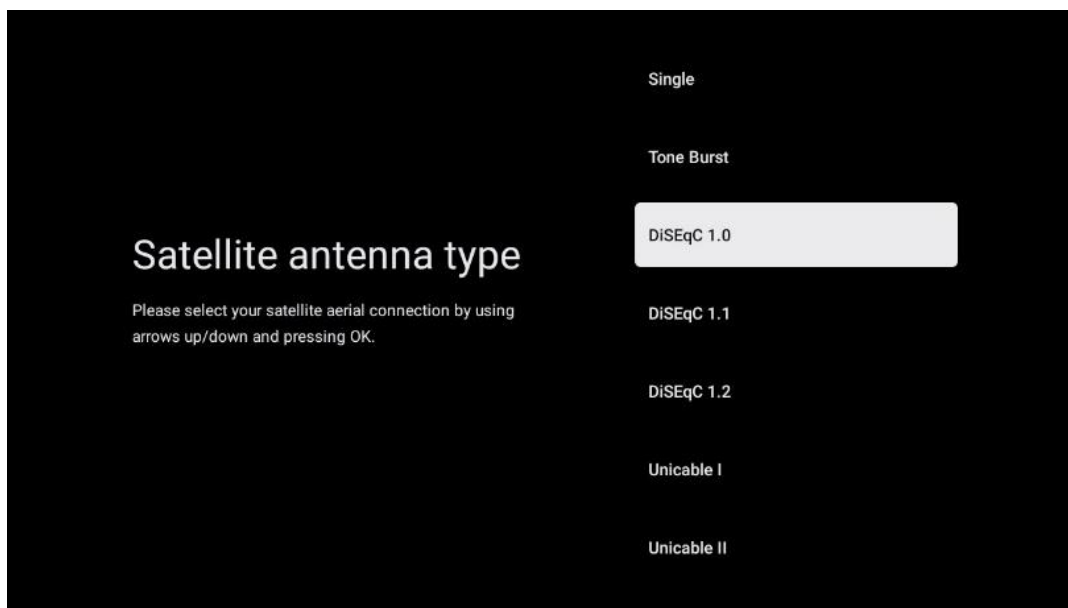 Satellite antenna type
Please select your satellite aerial connection by using
arrows up/down and pressing OK.
Single
Tone Burst
DiSEqC 1.0
DiSEqC 1.1
DiSEqC 1.2
Unicable I
Unicable II